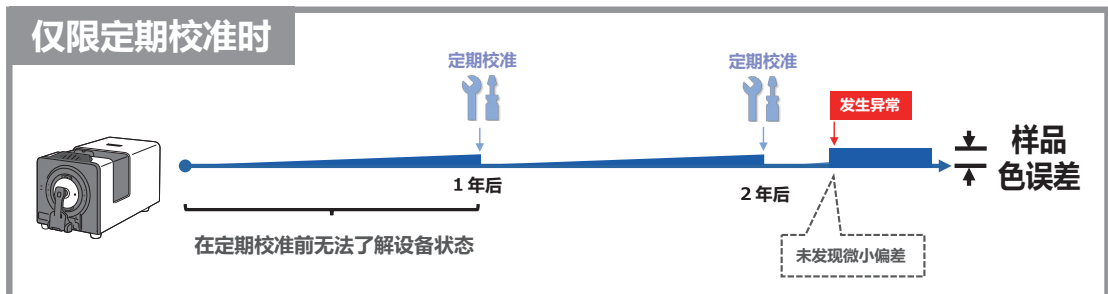 仅限定期校准时
定期校准
定期校准
发生异常
样品
色误差
1年后
2年后
在定期校准前无法了解设备状态
未发现微小偏差